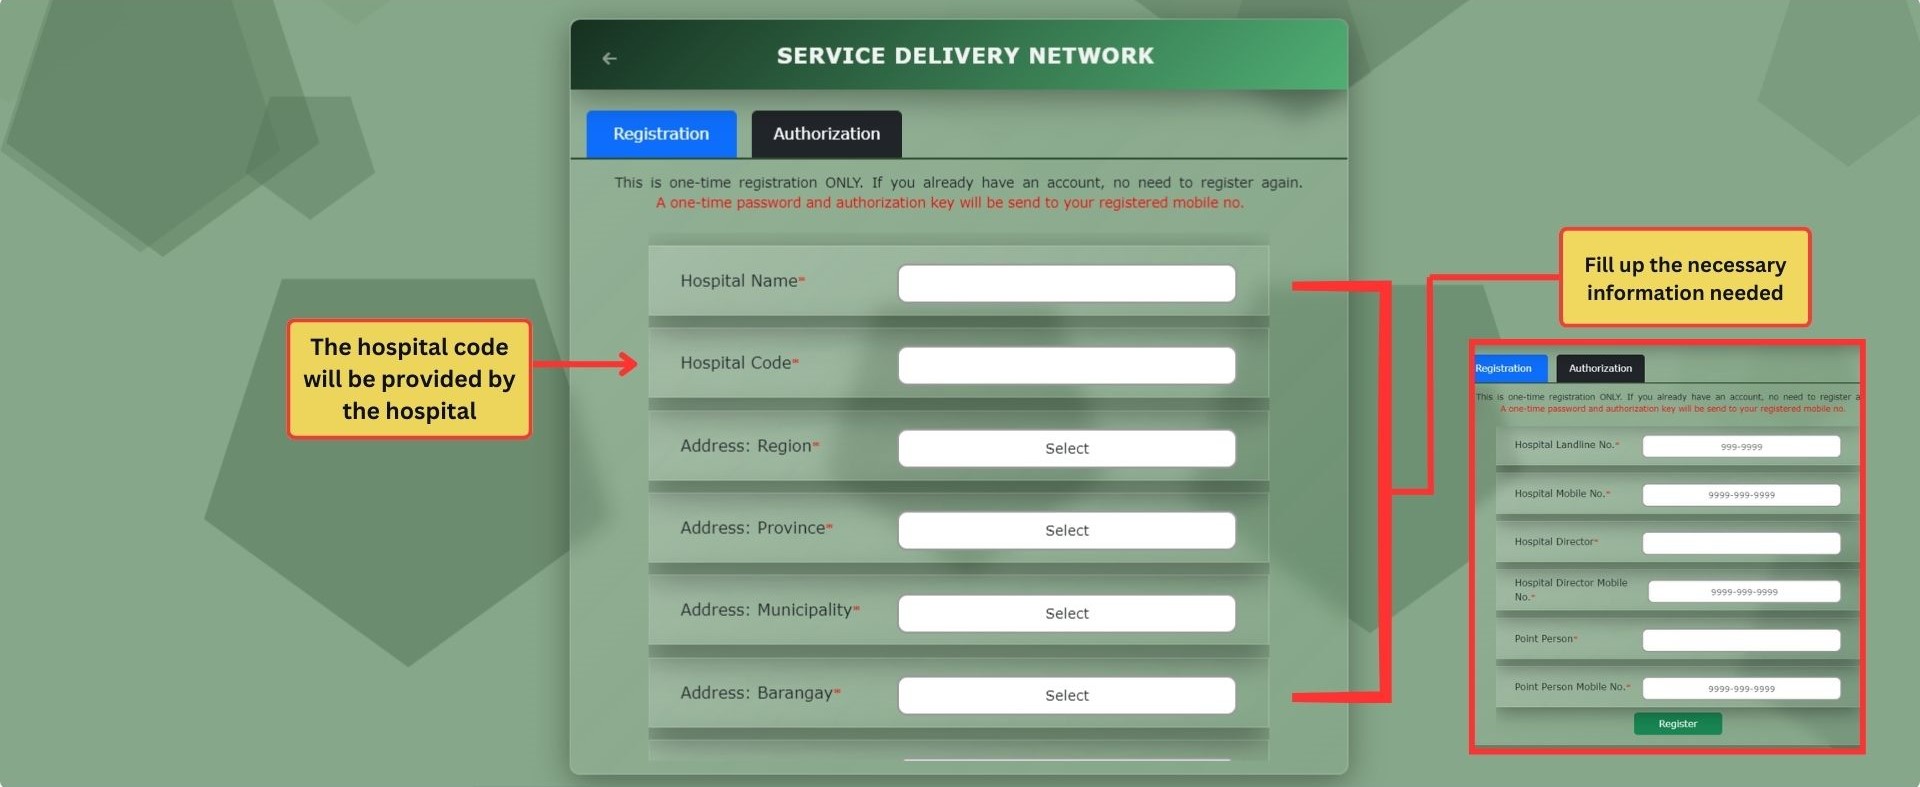 SERVICE DELIVERY NETWORK
Registration
Authorization
This is one-time registration ONLY. If you already have an account, no need to register again.
A one-time password and authorization key will be send to your registered mobile no.
Hospital Name*
The hospital code
will be provided by
the hospital
Hospital Code*
Address: Region*
Select
Address: Province*
Select
Address: Municipality*
Select
Address: Barangay*
Select
Fill up the necessary
information needed
Registration
Authorization
This is one-time registration ONLY. If you already have an account, no need to register a
A one-time password and authorization key will be send to your registered mobile no.
Hospital Landline No.*
999-9999
Hospital Mobile No.*
9999-999-9999
Hospital Director*
Hospital Director Mobile
No.*
9999-999-9999
Point Person*
Point Person Mobile No.*
9999-999-9999
Register